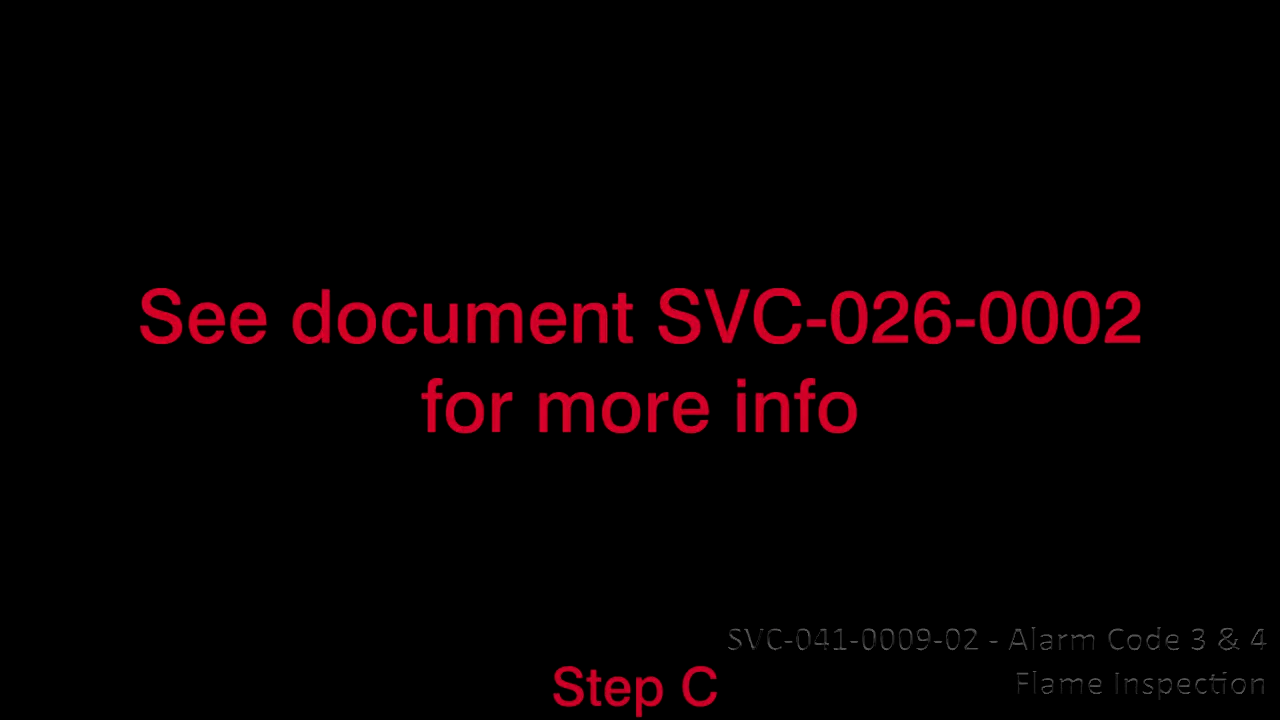 See document SVC-026-0002
for more info
SVC-041-0009-02 - Alarm Code 3 & 4
Flame Inspection
Step C